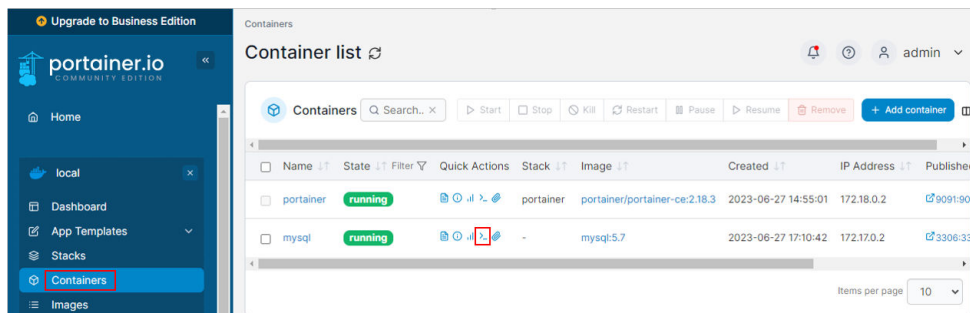 Upgrade to Business Edition
portainer.io
COMMUNITY EDITION
Home
local
Dashboard
App Templates
Stacks
Containers
Images
Containers
Container list
admin
Containers Search.. Start Stop Kill Restart Pause Resume Remove + Add container
Name State Filter Quick Actions Stack Image Created IP Address Publishe
portainer running portainer portainer/portainer-ce:2.18.3 2023-06-27 14:55:01 172.18.0.2 9091:90
mysql running - mysql:5.7 2023-06-27 17:10:42 172.17.0.2 3306:33
Items per page 10